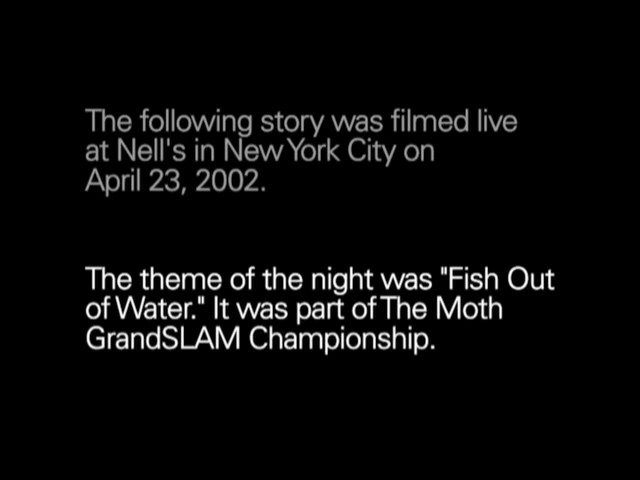 The following story was filmed live
at Nell's in New York City on
April 23, 2002.
The theme of the night was "Fish Out
of Water." It was part of The Moth
GrandSLAM Championship.